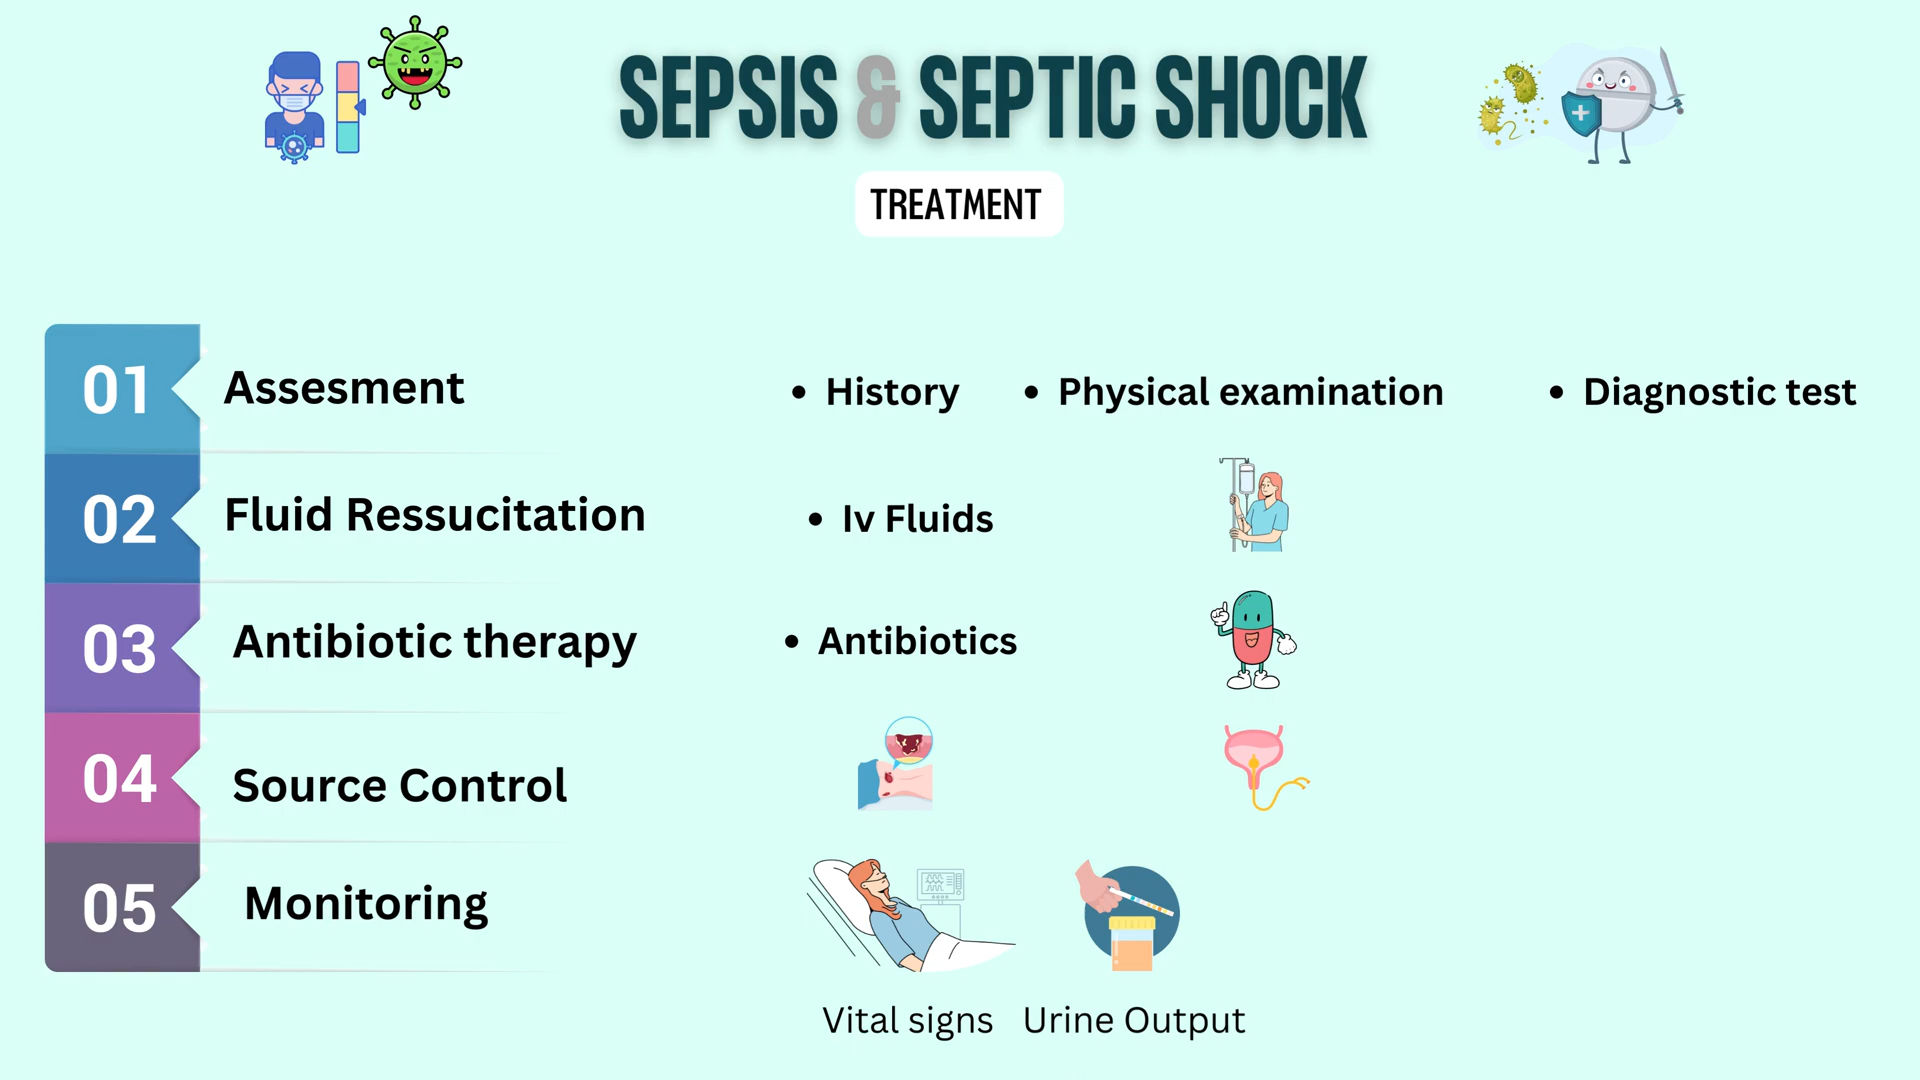 SEPSIS & SEPTIC SHOCK
TREATMENT
01 Assesment • History • Physical examination • Diagnostic test
02 Fluid Ressucitation • Iv Fluids
03 Antibiotic therapy • Antibiotics
04 Source Control
05 Monitoring
Vital signs Urine Output